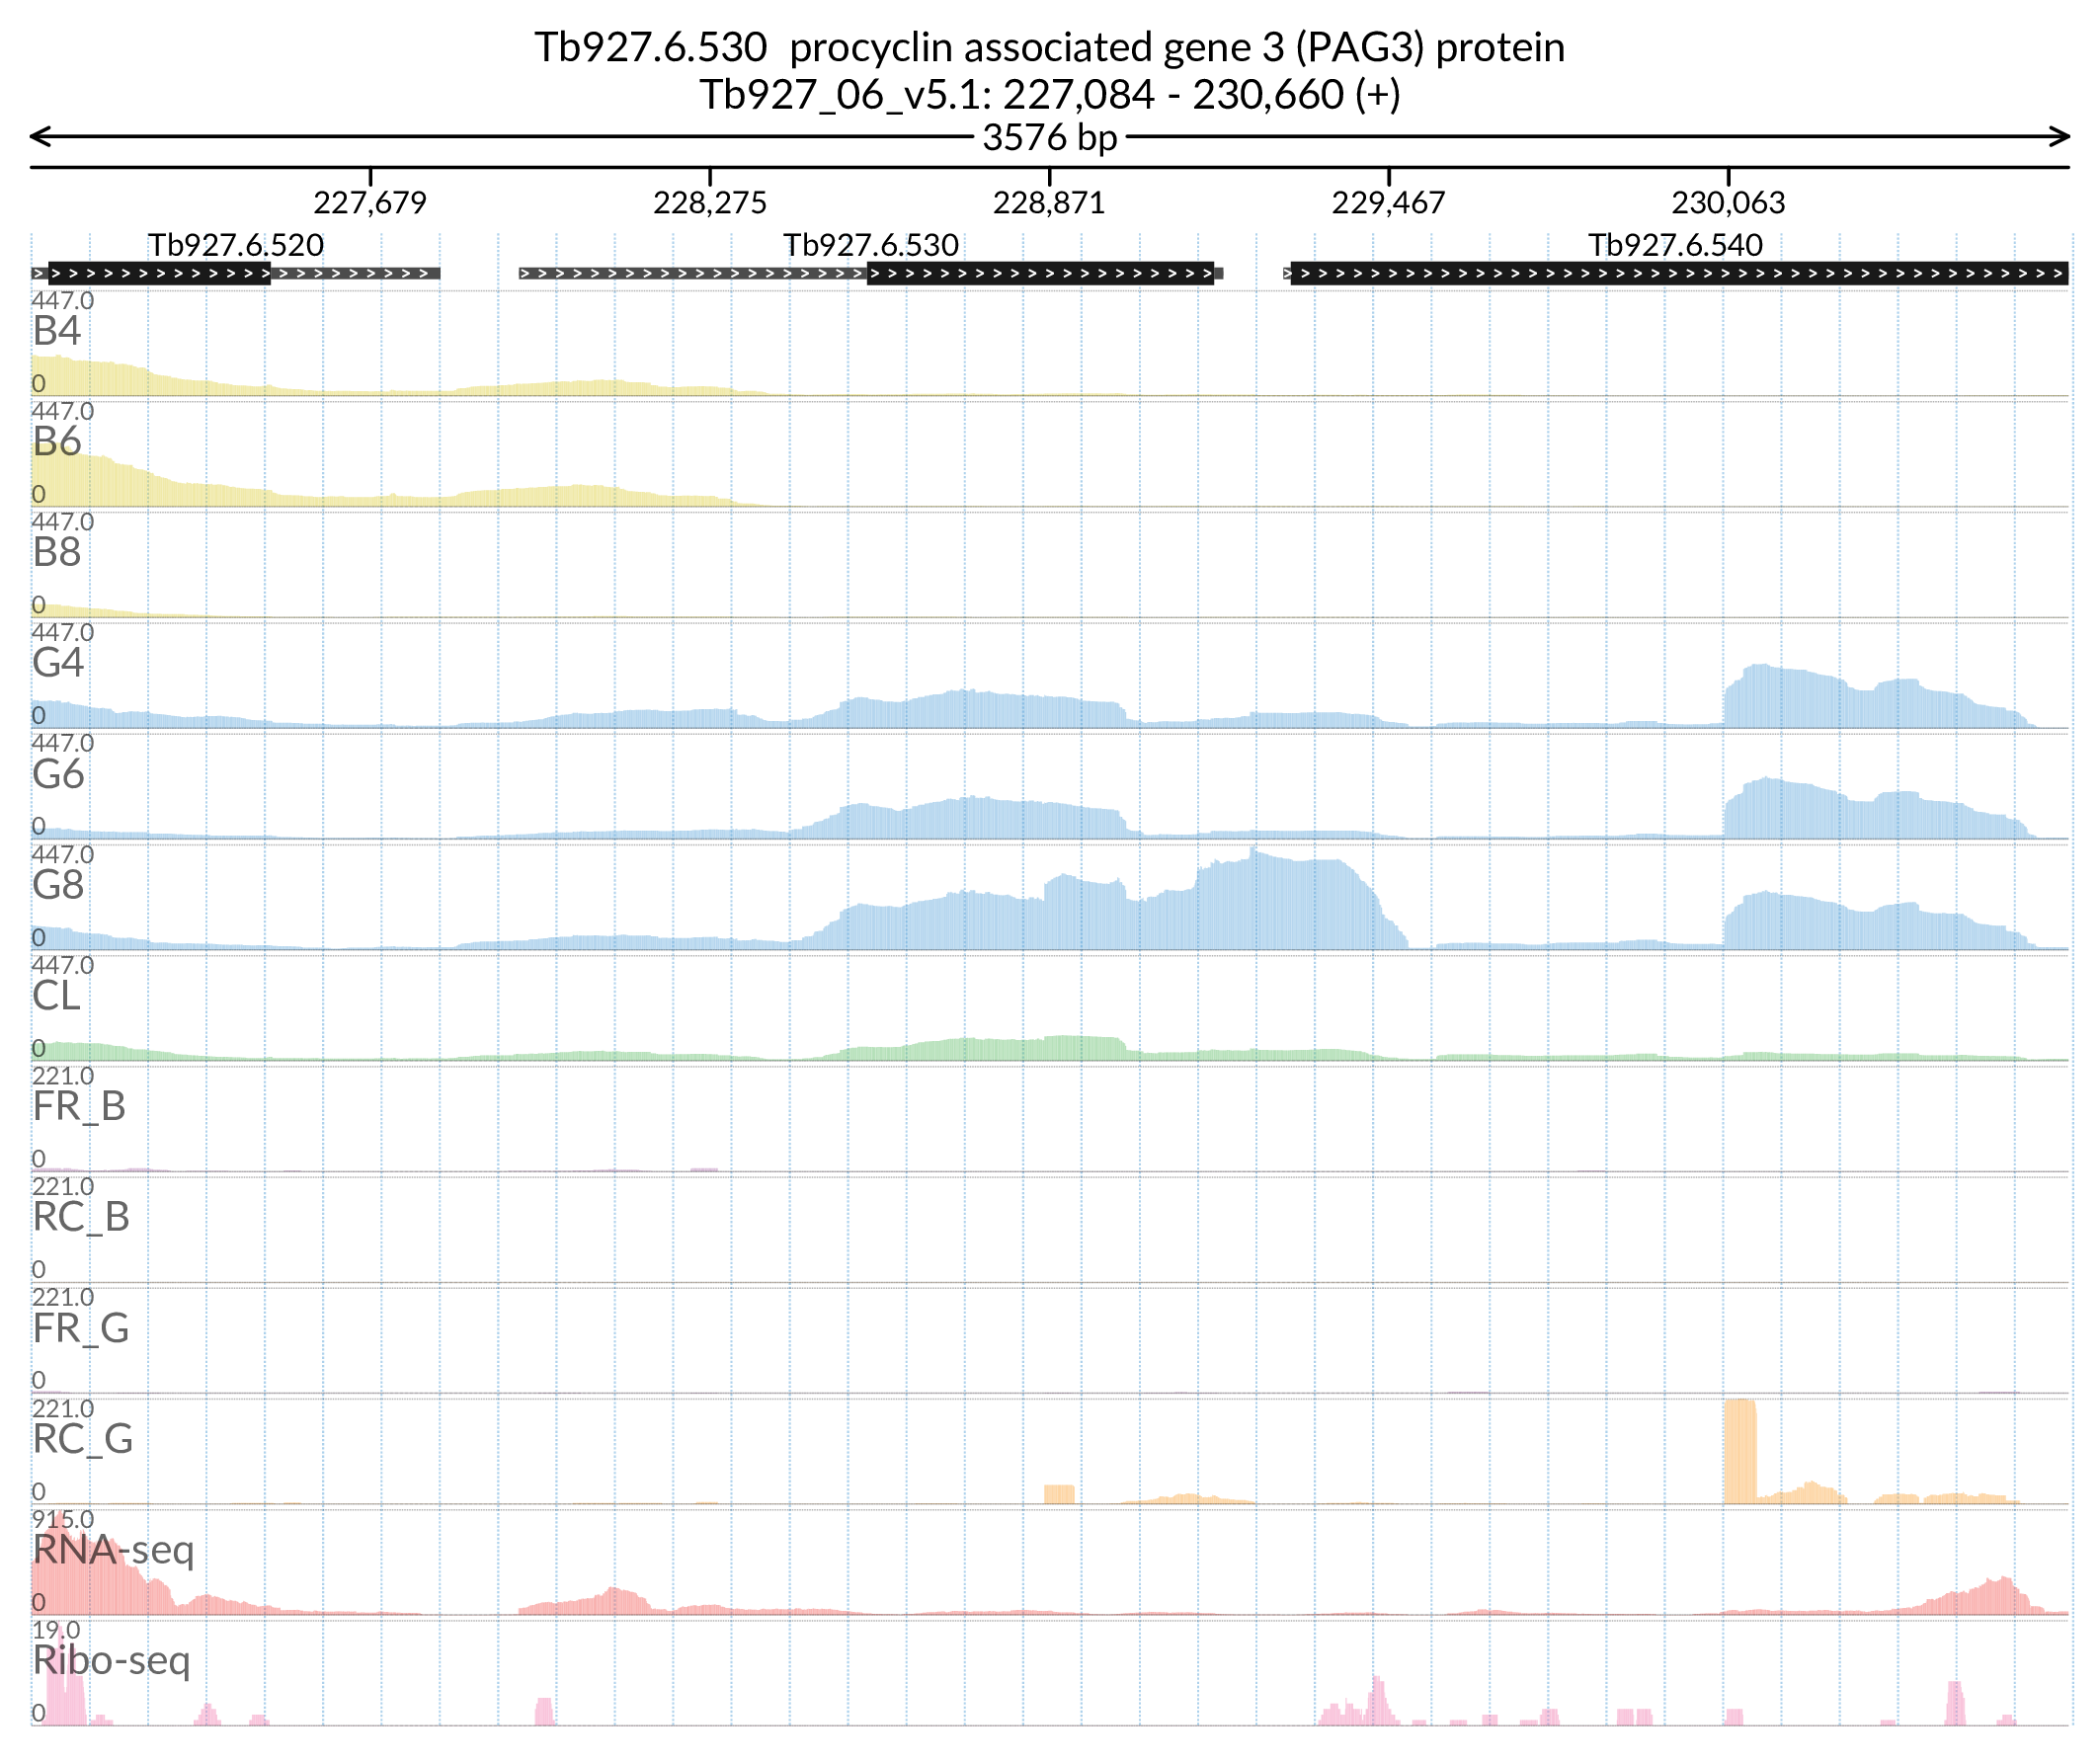 Tb927.6.530  procyclin associated gene 3 (PAG3) protein
Tb927_06_v5.1: 227,084 - 230,660 (+)
3576 bp
227,679 228,275 228,871 229,467 230,063
Tb927.6.520 Tb927.6.530 Tb927.6.540
447.0
B4
0
447.0
B6
0
447.0
B8
0
447.0
G4
0
447.0
G6
0
447.0
G8
0
447.0
CL
0
221.0
FR_B
0
221.0
RC_B
0
221.0
FR_G
0
221.0
RC_G
0
915.0
RNA-seq
0
19.0
Ribo-seq
0